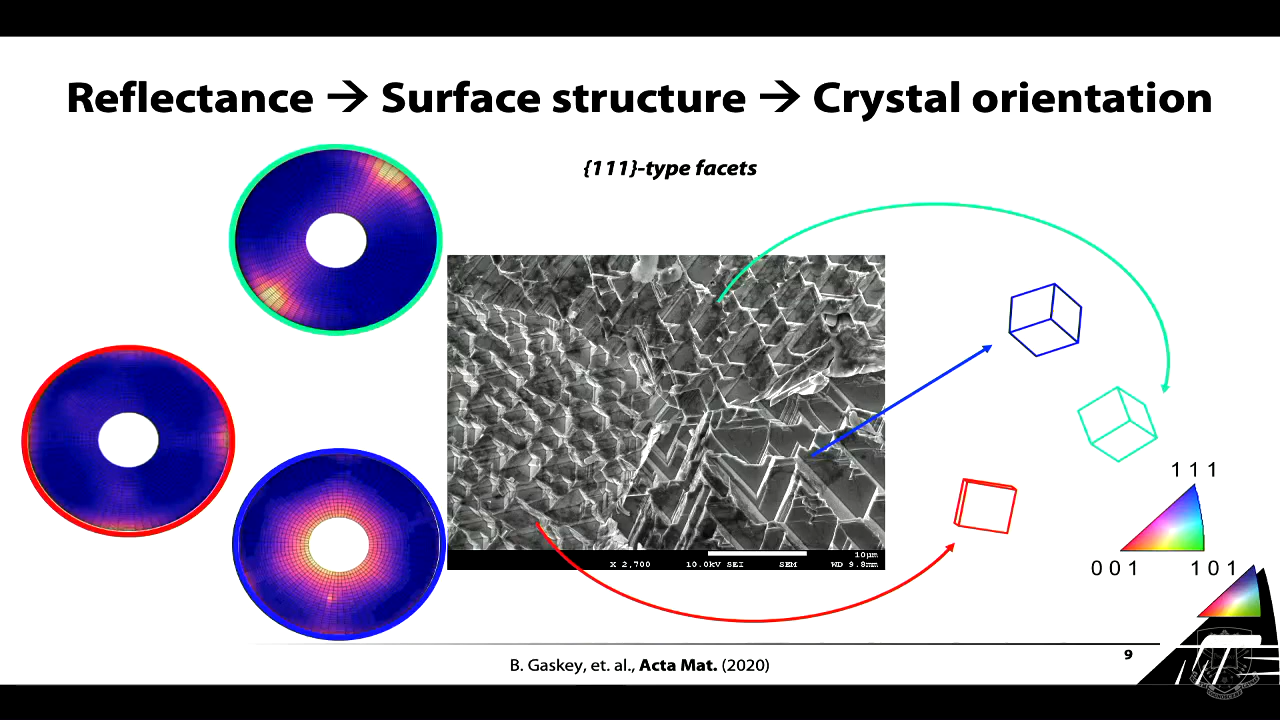 Reflectance → Surface structure → Crystal orientation
{111}-type facets
10µm
X 2,700 10.0kV SEI SEM WD 9.8mm
1 1 1
0 0 1 1 0 1
9
B. Gaskey, et. al., Acta Mat. (2020)